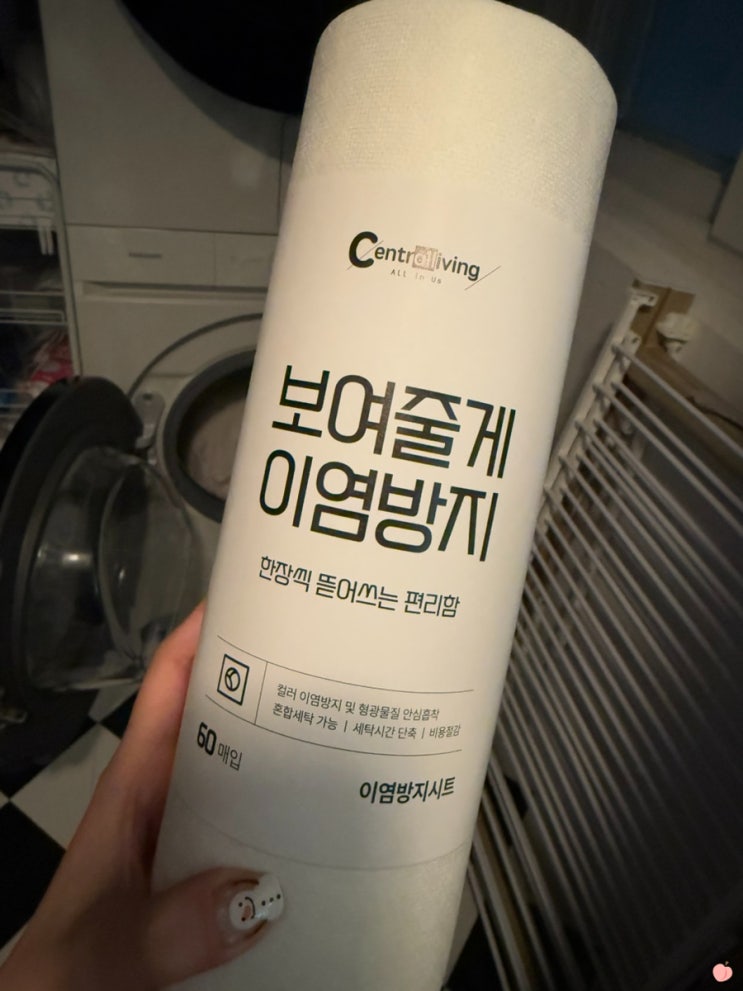 Centralliving
ALL in Us
보여줄게
이염방지
한장씩 뜯어쓰는 편리함
컬러 이염방지 및 형광물질 안심흡착
혼합세탁 가능 | 세탁시간 단축 | 비용절감
60매입
이염방지시트